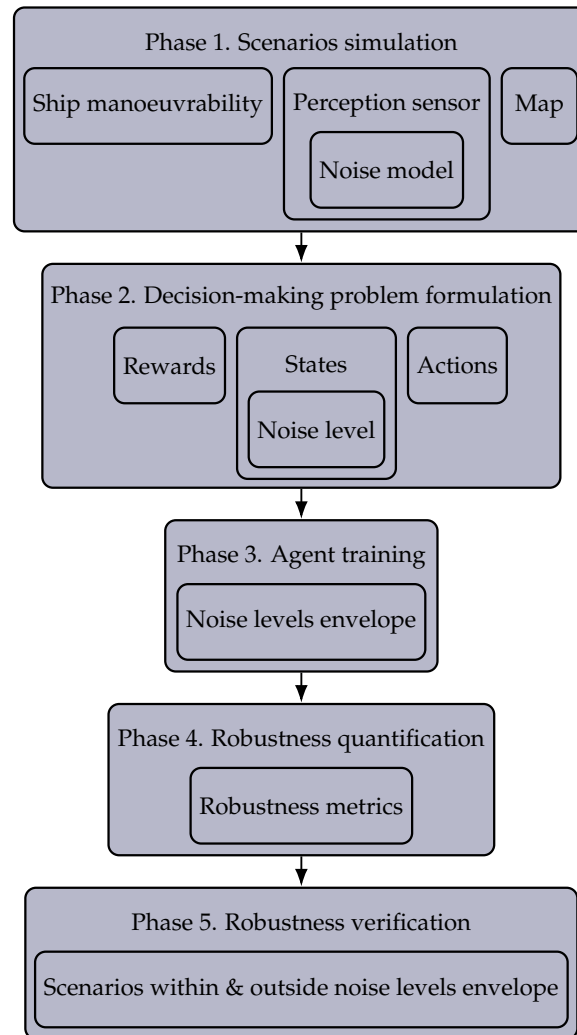 Phase 1. Scenarios simulation
Ship manoeuvrability
Perception sensor
Map
Noise model
Phase 2. Decision-making problem formulation
Rewards
States
Actions
Noise level
Phase 3. Agent training
Noise levels envelope
Phase 4. Robustness quantification
Robustness metrics
Phase 5. Robustness verification
Scenarios within & outside noise levels envelope